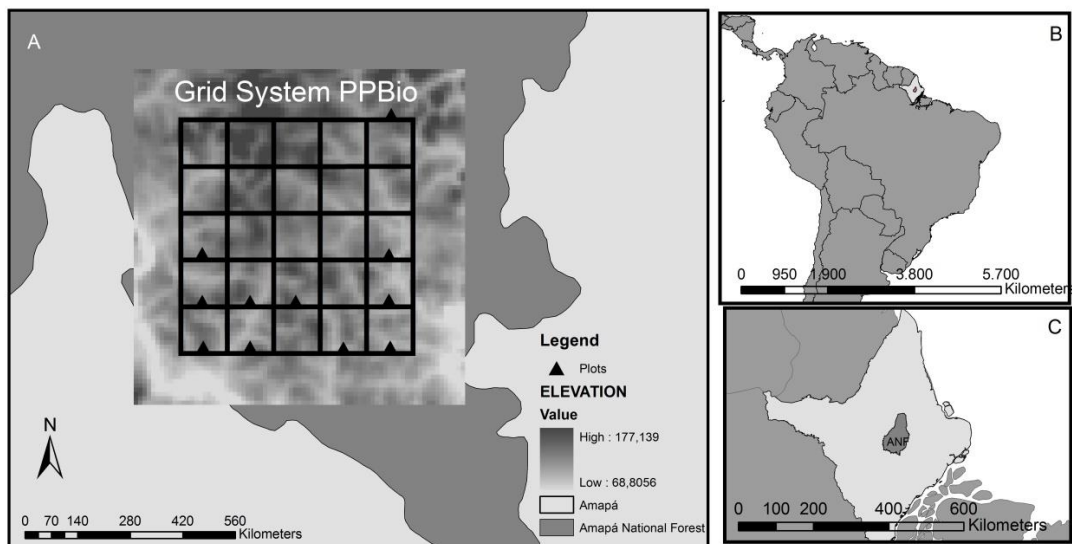 A
Grid System PPBio
N
0 70 140 280 420 560
Kilometers
Legend
Plots
ELEVATION
Value
High : 177,139
Low : 68,8056
Amapá
Amapá National Forest
B
0 950 1.900 3.800 5.700
Kilometers
C
ANF
0 100 200 400 600
Kilometers